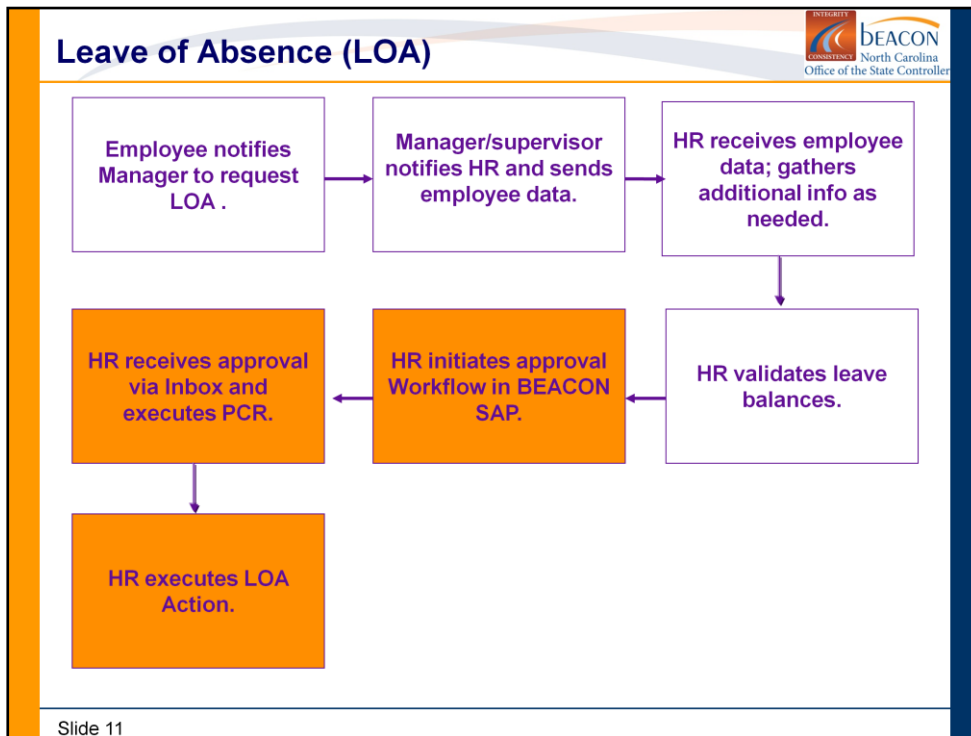 Leave of Absence (LOA)
INTEGRITY
CONSISTENCY
bEACON
North Carolina
Office of the State Controller
Employee notifies
Manager to request
LOA .
Manager/supervisor
notifies HR and sends
employee data.
HR receives employee
data; gathers
additional info as
needed.
HR validates leave
balances.
HR initiates approval
Workflow in BEACON
SAP.
HR receives approval
via Inbox and
executes PCR.
HR executes LOA
Action.
Slide 11